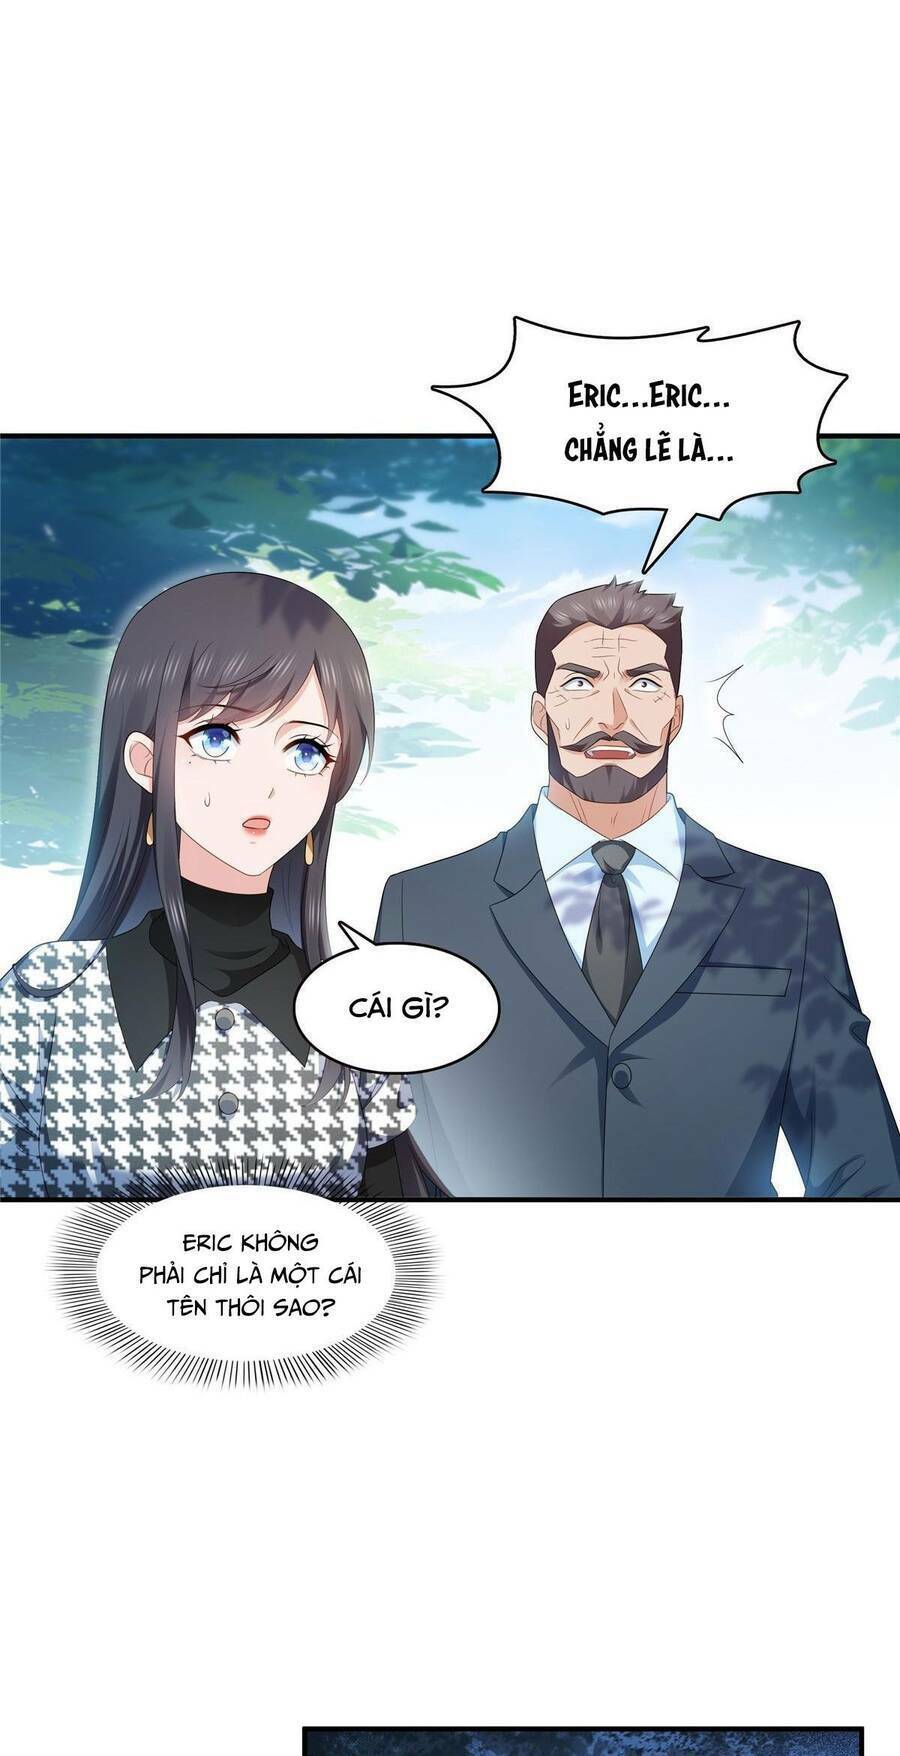 ERIC...ERIC...
CHẲNG LẼ LÀ...
CÁI GÌ?
ERIC KHÔNG
PHẢI CHỈ LÀ MỘT CÁI
TÊN THÔI SAO?